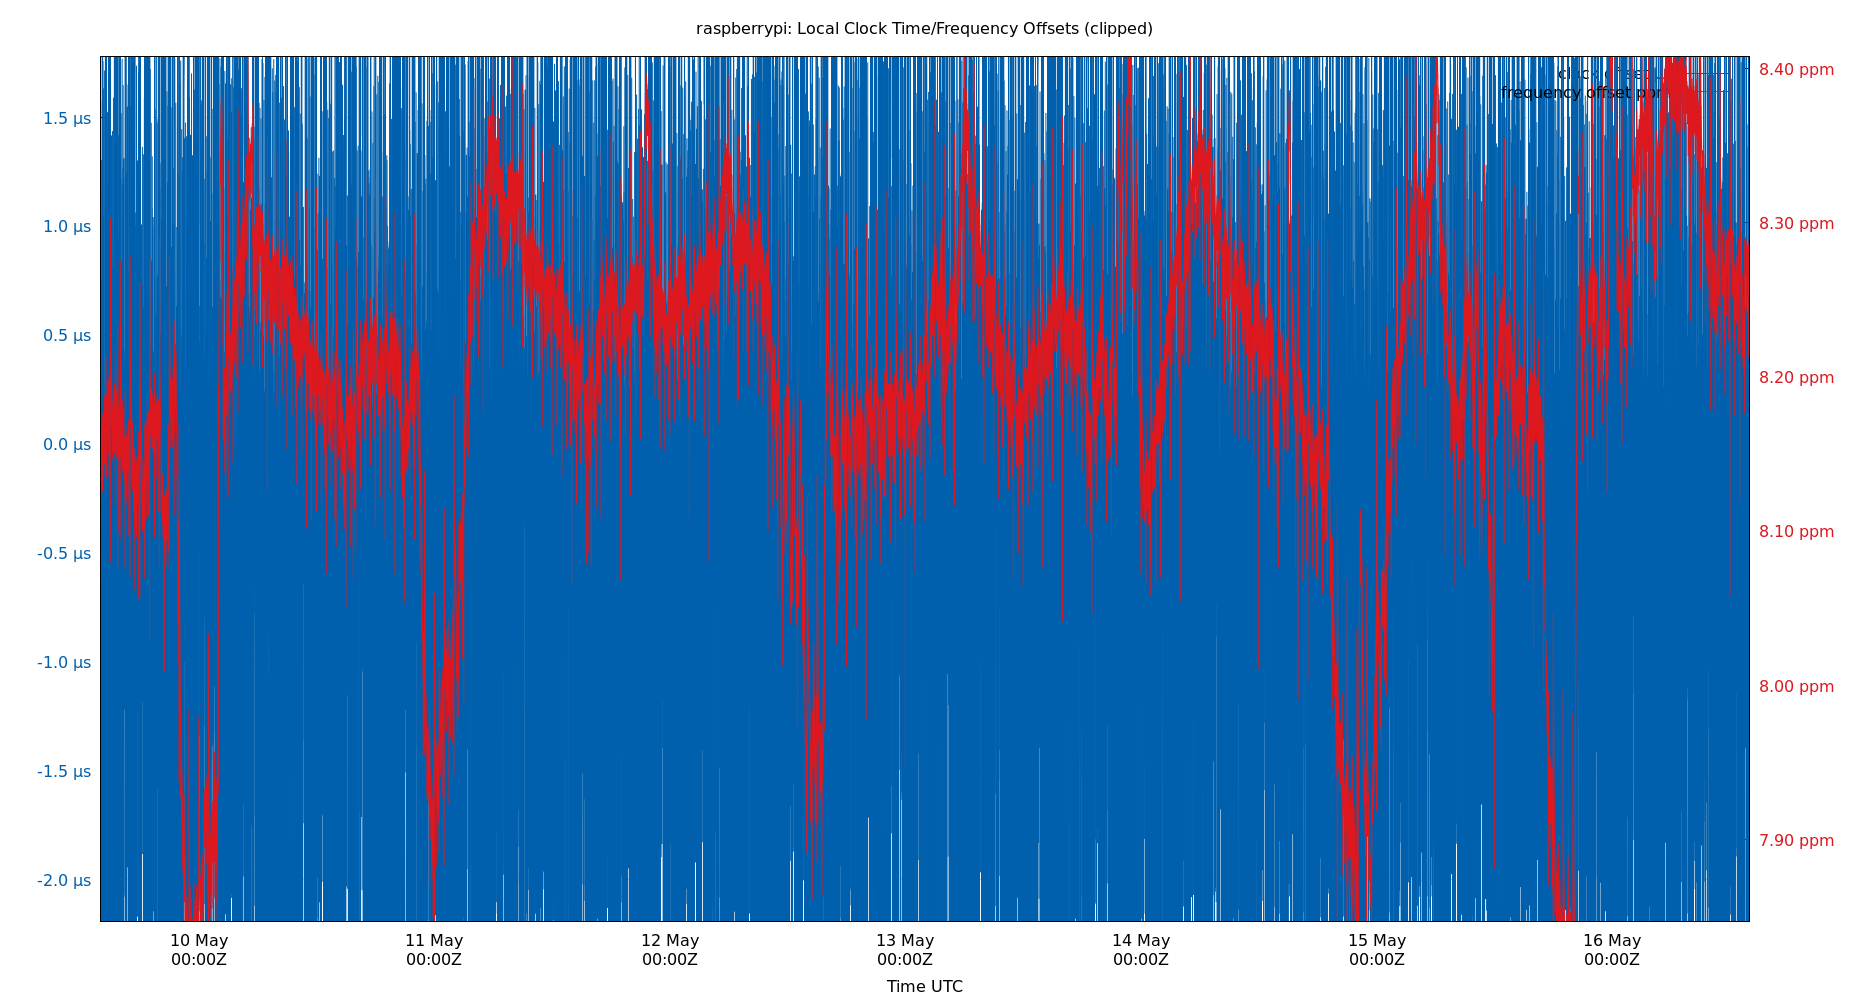 raspberrypi: Local Clock Time/Frequency Offsets (clipped)
clock offset
frequency offset ppm
1.5 µs
1.0 µs
0.5 µs
0.0 µs
-0.5 µs
-1.0 µs
-1.5 µs
-2.0 µs
8.40 ppm
8.30 ppm
8.20 ppm
8.10 ppm
8.00 ppm
7.90 ppm
10 May
00:00Z
11 May
00:00Z
12 May
00:00Z
13 May
00:00Z
14 May
00:00Z
15 May
00:00Z
16 May
00:00Z
Time UTC